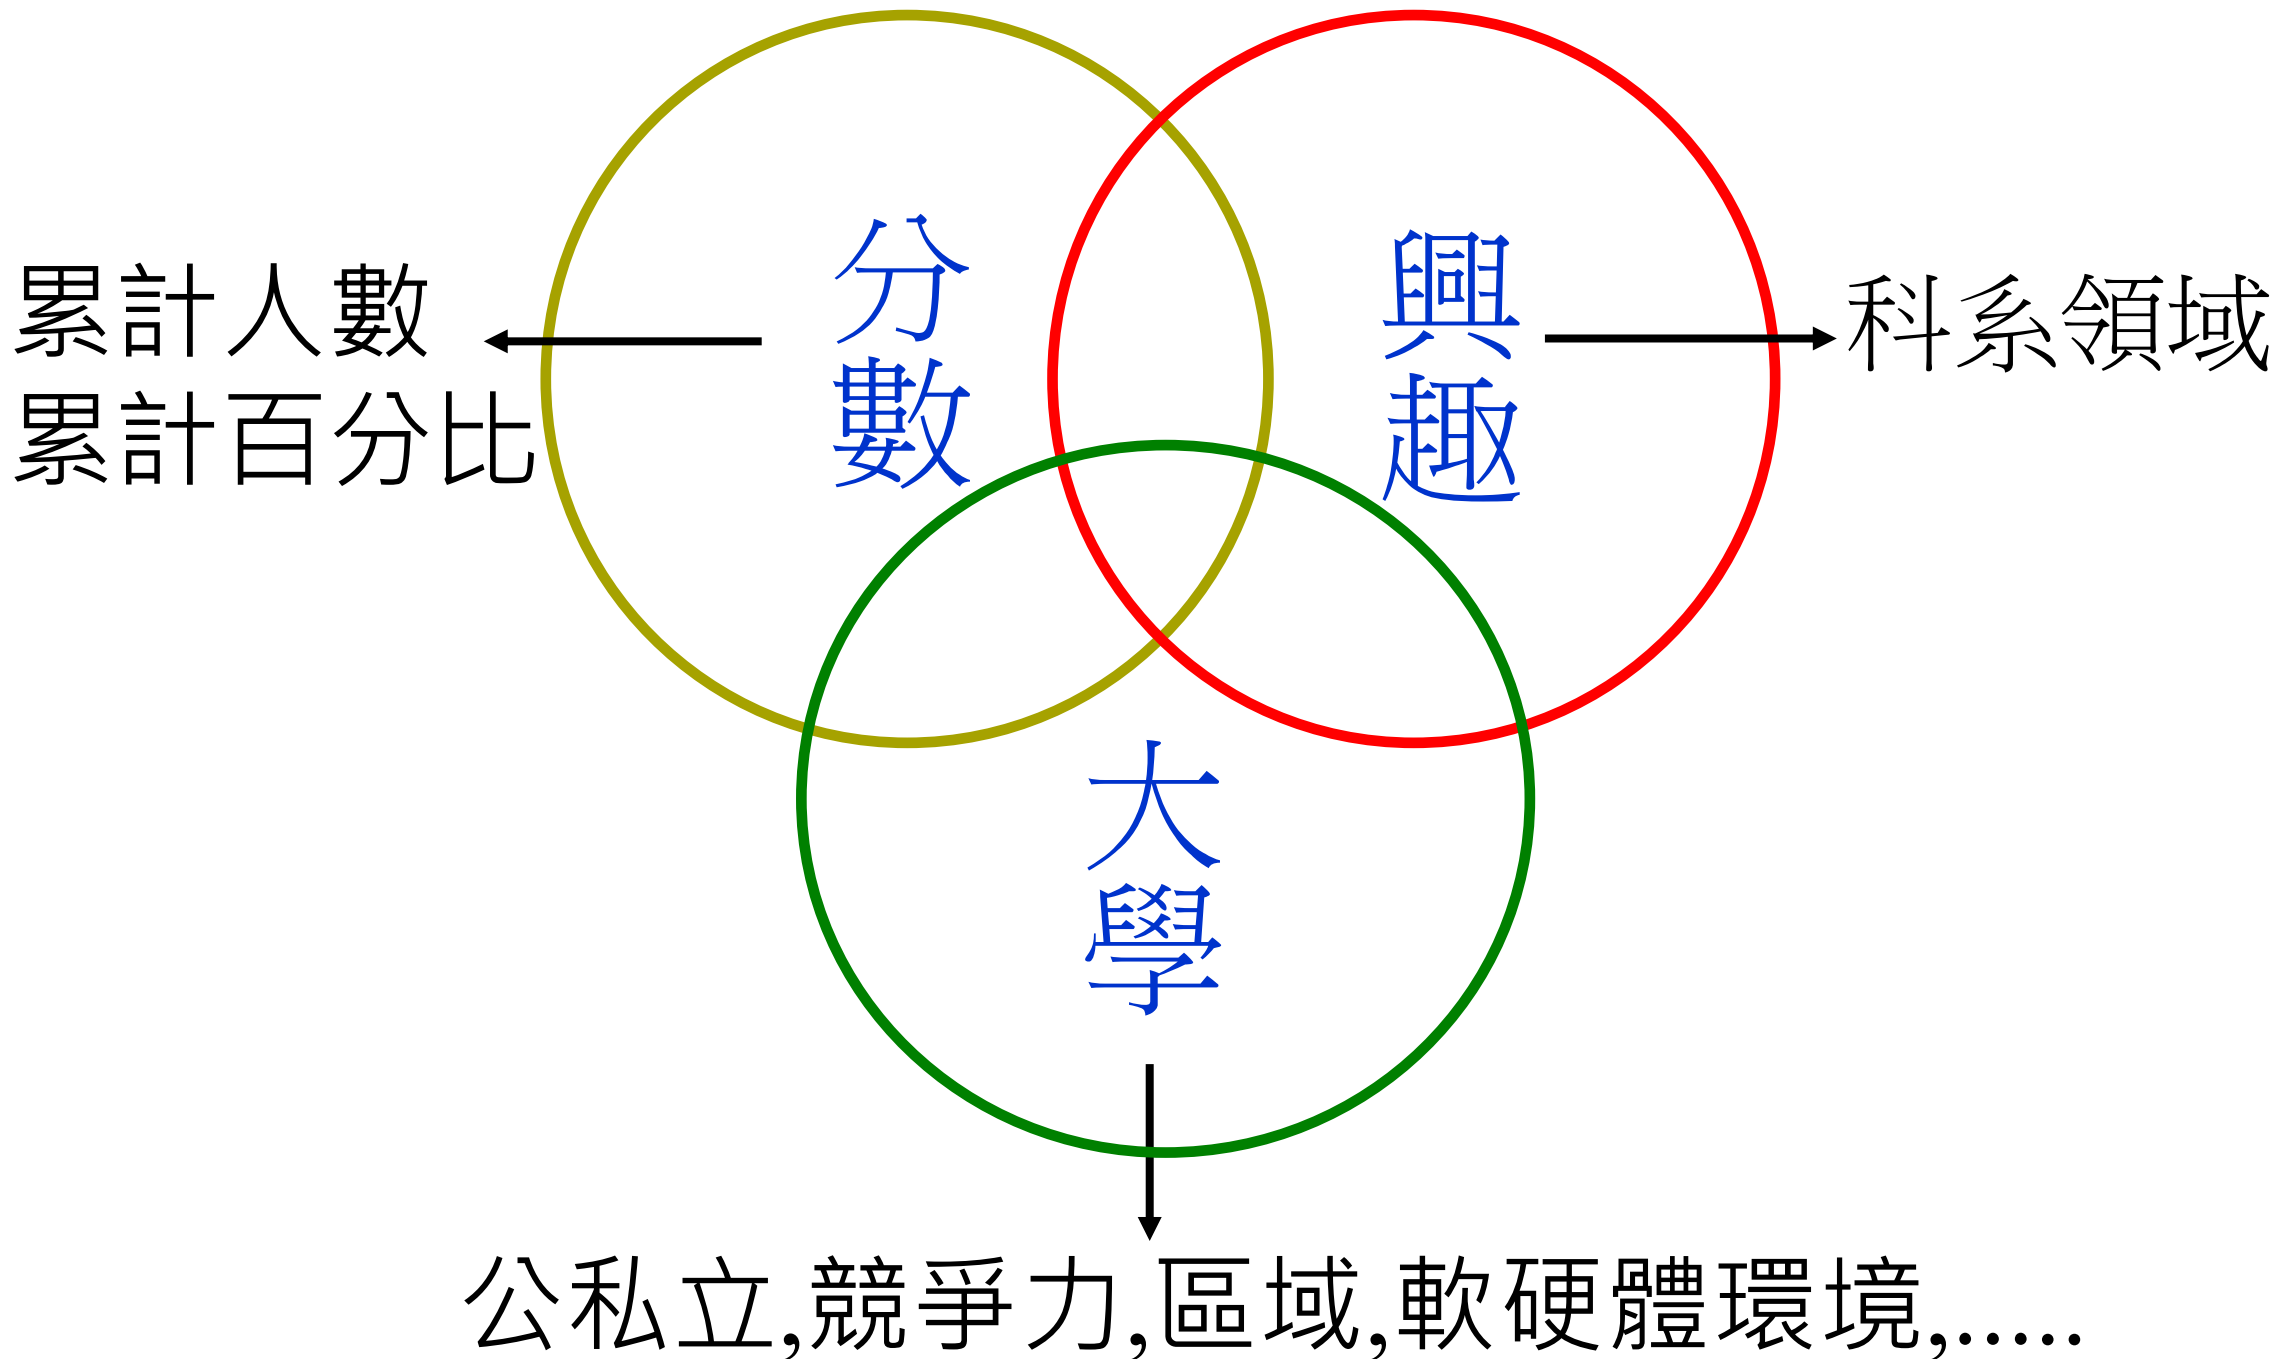 分數
興趣
累計人數
累計百分比
科系領域
大學
公私立,競爭力,區域,軟硬體環境,.....